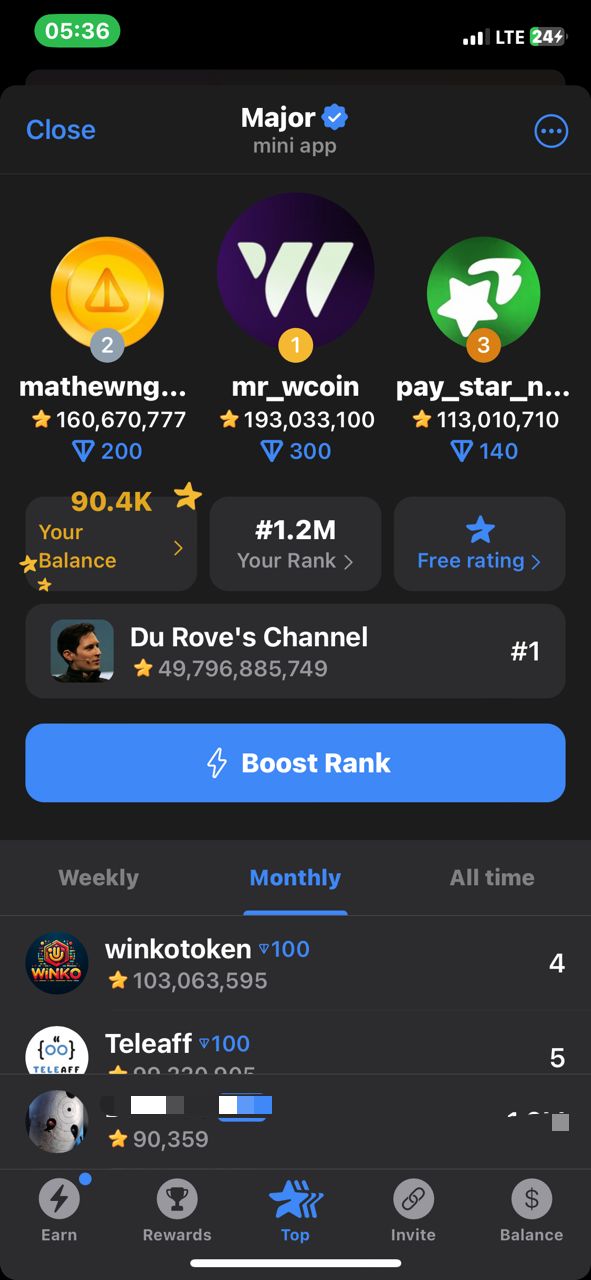 05:36
LTE 24
Close
Major
mini app
2
1
3
mathewng...
mr_wcoin
pay_star_n...
160,670,777
193,033,100
113,010,710
200
300
140
90.4K
Your
Balance
#1.2M
Your Rank
Free rating
Du Rove's Channel
49,796,885,749
#1
Boost Rank
Weekly
Monthly
All time
WINKO
winkotoken 100
103,063,595
4
TELEAFF
Teleaff 100
5
90,359
Earn
Rewards
Top
Invite
$
Balance